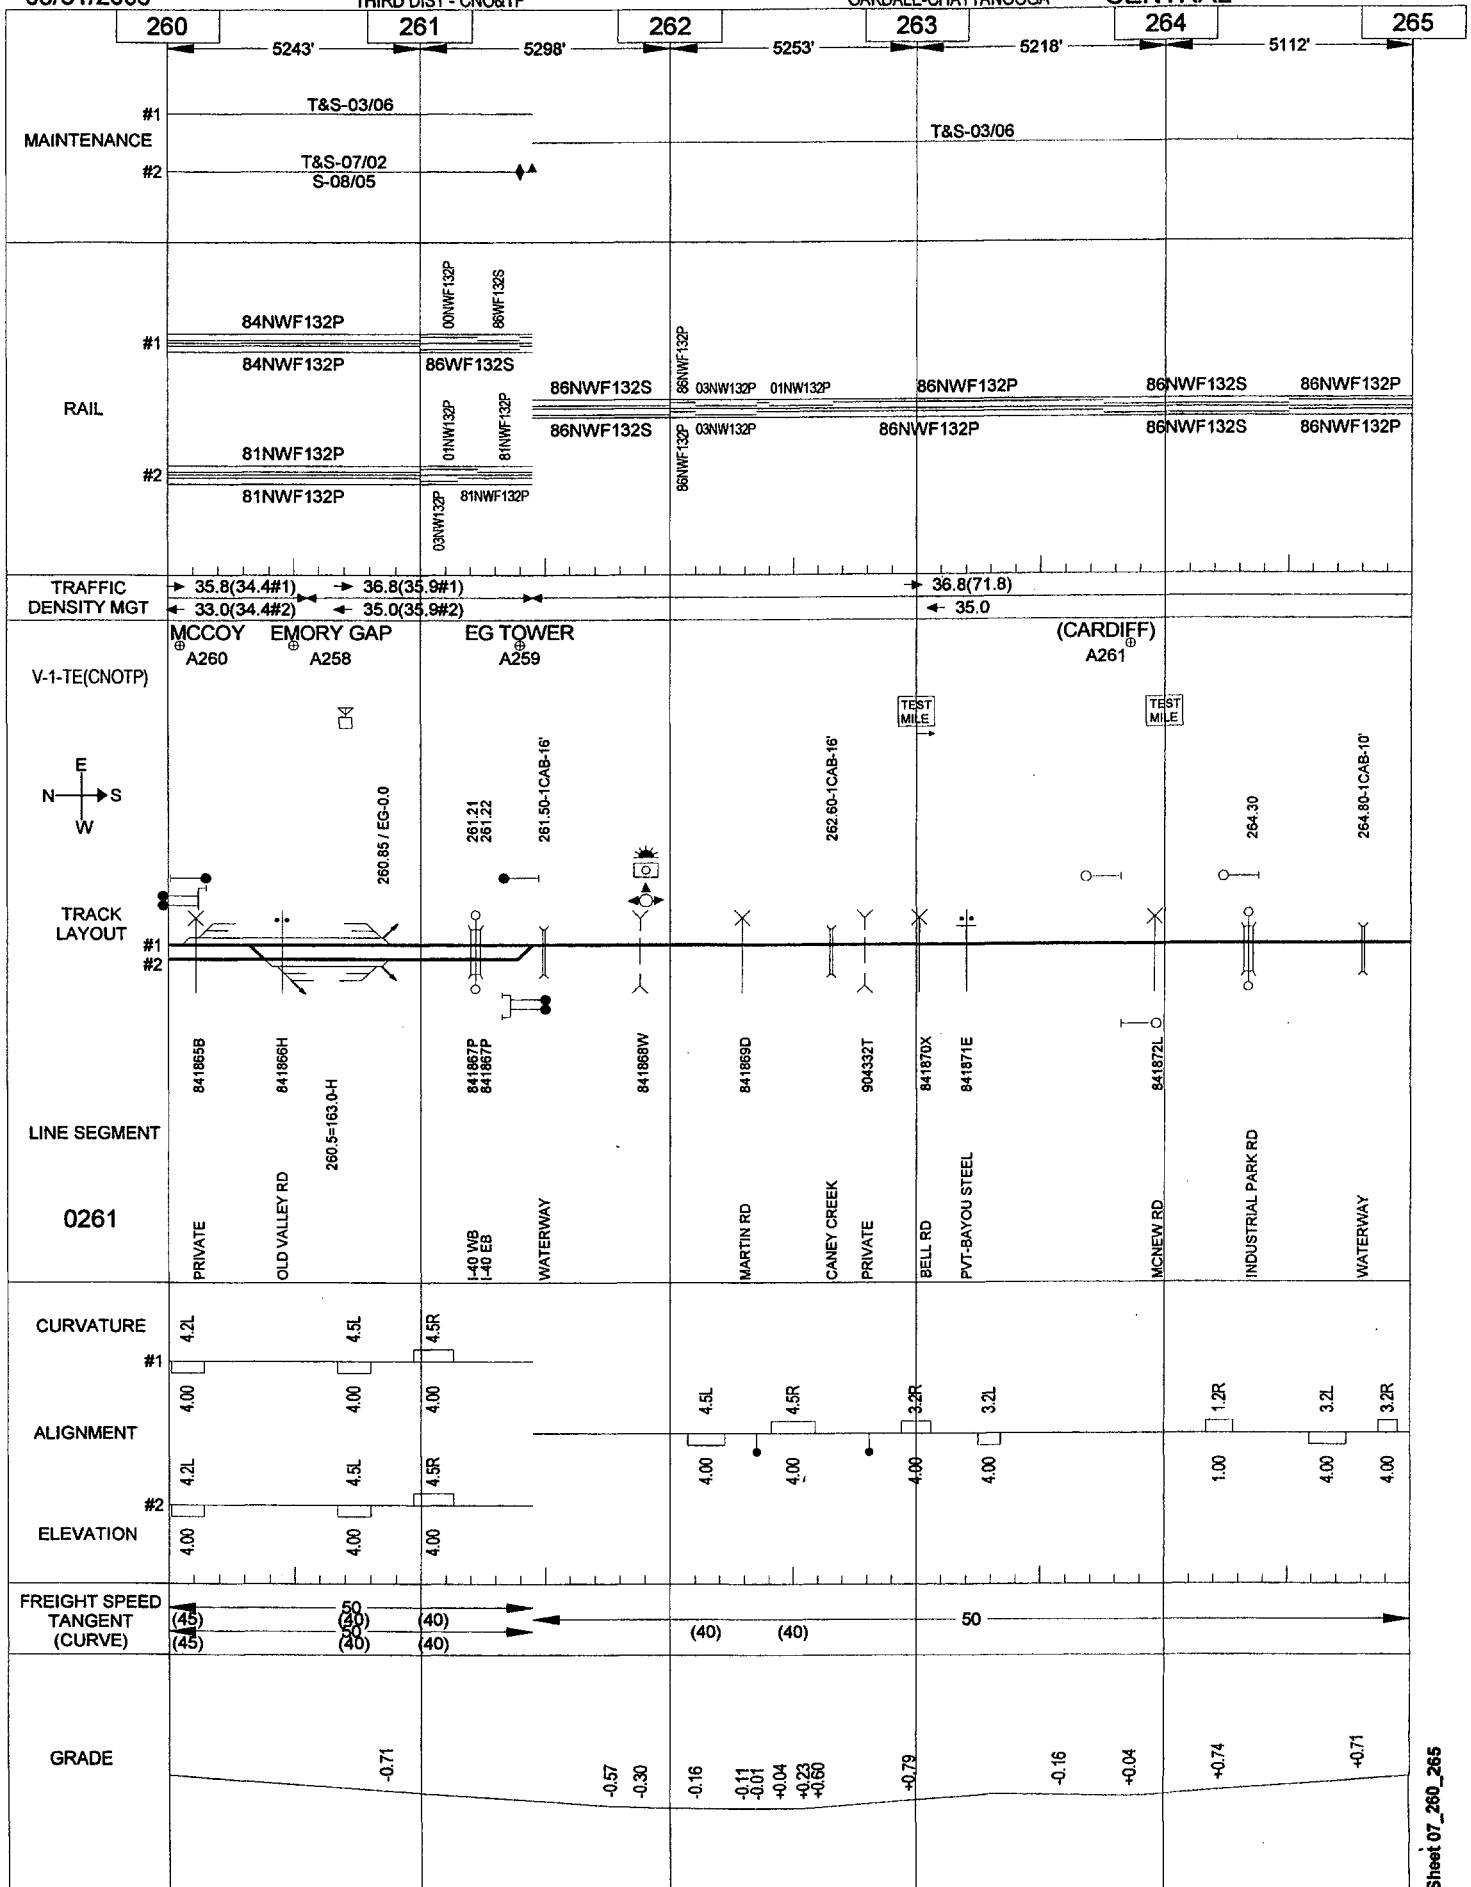 THIRD DIST - CNO&TP
260 261 262 263 264 265
5243' 5298' 5253' 5218' 5112'
MAINTENANCE
#1
T&S-03/06
T&S-03/06
#2
T&S-07/02
S-08/05
RAIL
#1
84NWF132P
84NWF132P
00NWF132P
86WF132S
86WF132S
#2
81NWF132P
81NWF132P
01NW132P
81NWF132P
03NW132P
81NWF132P
86NWF132S
86NWF132P
03NW132P
01NW132P
86NWF132P
86NWF132S
86NWF132P
86NWF132S
86NWF132P
03NW132P
86NWF132P
86NWF132S
86NWF132P
TRAFFIC
DENSITY MGT
35.8(34.4#1) 36.8(35.9#1) 36.8(71.8)
33.0(34.4#2) 35.0(35.9#2) 35.0
MCCOY EMORY GAP EG TOWER (CARDIFF)
A260 A258 A259 A261
V-1-TE(CNOTP)
TEST
MILE
TEST
MILE
E
N S
W
260.85 / EG-0.0
261.21
261.22
261.50-1CAB-16'
262.60-1CAB-16'
264.30
264.80-1CAB-10'
TRACK
LAYOUT
#1
#2
841865B
841866H
841867P
841867P
841868W
841869D
904332T
841870X
841871E
841872L
LINE SEGMENT
0261
260.5=163.0-H
PRIVATE
OLD VALLEY RD
I-40 WB
I-40 EB
WATERWAY
MARTIN RD
CANEY CREEK
PRIVATE
BELL RD
PVT-BAYOU STEEL
MCNEW RD
INDUSTRIAL PARK RD
WATERWAY
CURVATURE
#1
4.2L 4.5L 4.5R
4.00 4.00 4.00
ALIGNMENT
4.5L 4.5R 3.2R 3.2L 1.2R 3.2L 3.2R
4.00 4.00 4.00 4.00 1.00 4.00 4.00
#2
4.2L 4.5L 4.5R
4.00 4.00 4.00
ELEVATION
FREIGHT SPEED
TANGENT
(CURVE)
50
(45) (40) (40)
50
(45) (40) (40)
50
(40) (40)
GRADE
-0.71
-0.57
-0.30
-0.16
-0.11
-0.01
+0.04
+0.23
+0.60
+0.79
-0.16
+0.04
+0.74
+0.71
Sheet 07_260_265